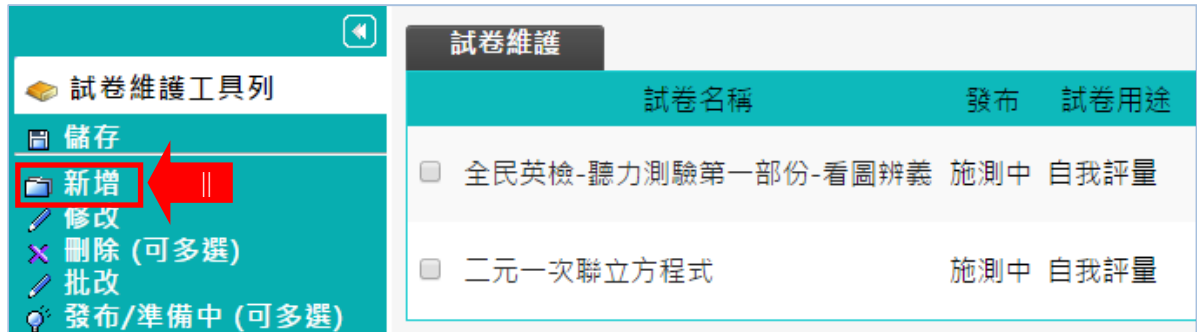 試卷維護工具列
儲存
新增
修改
刪除 (可多選)
批改
發布/準備中 (可多選)
試卷維護
試卷名稱 發布 試卷用途
全民英檢-聽力測驗第一部份-看圖辨義 施測中 自我評量
二元一次聯立方程式 施測中 自我評量